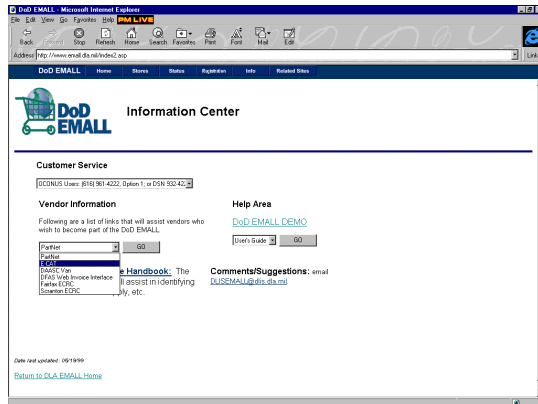 DoD EMALL - Microsoft Internet Explorer
File Edit View Go Favorites Help PM LIVE
Back Forward Stop Refresh Home Search Favorites Print Font Mail Edit
Address http://www.emall.dla.mil/index2.asp Link
DoD EMALL Home Stores Status Registration Info Related Sites
DoD
EMALL
Information Center
Customer Service
OCONUS Users: (616) 961-4222, Option 1; or DSN 932-42
Vendor Information
Help Area
Following are a list of links that will assist vendors who
wish to become part of the DoD EMALL
DoD EMALL DEMO
PartNet GO
User's Guide GO
PartNet
E CAT
DAASC Van
DFAS Web Invoice Interface
Fairfax ECRC
Scranton ECRC
e Handbook: The
ll assist in identifying
ply, etc.
Comments/Suggestions: email
DLISEMALL@dlis.dla.mil
Date last updated: 06/19/99
Return to DLA EMALL Home